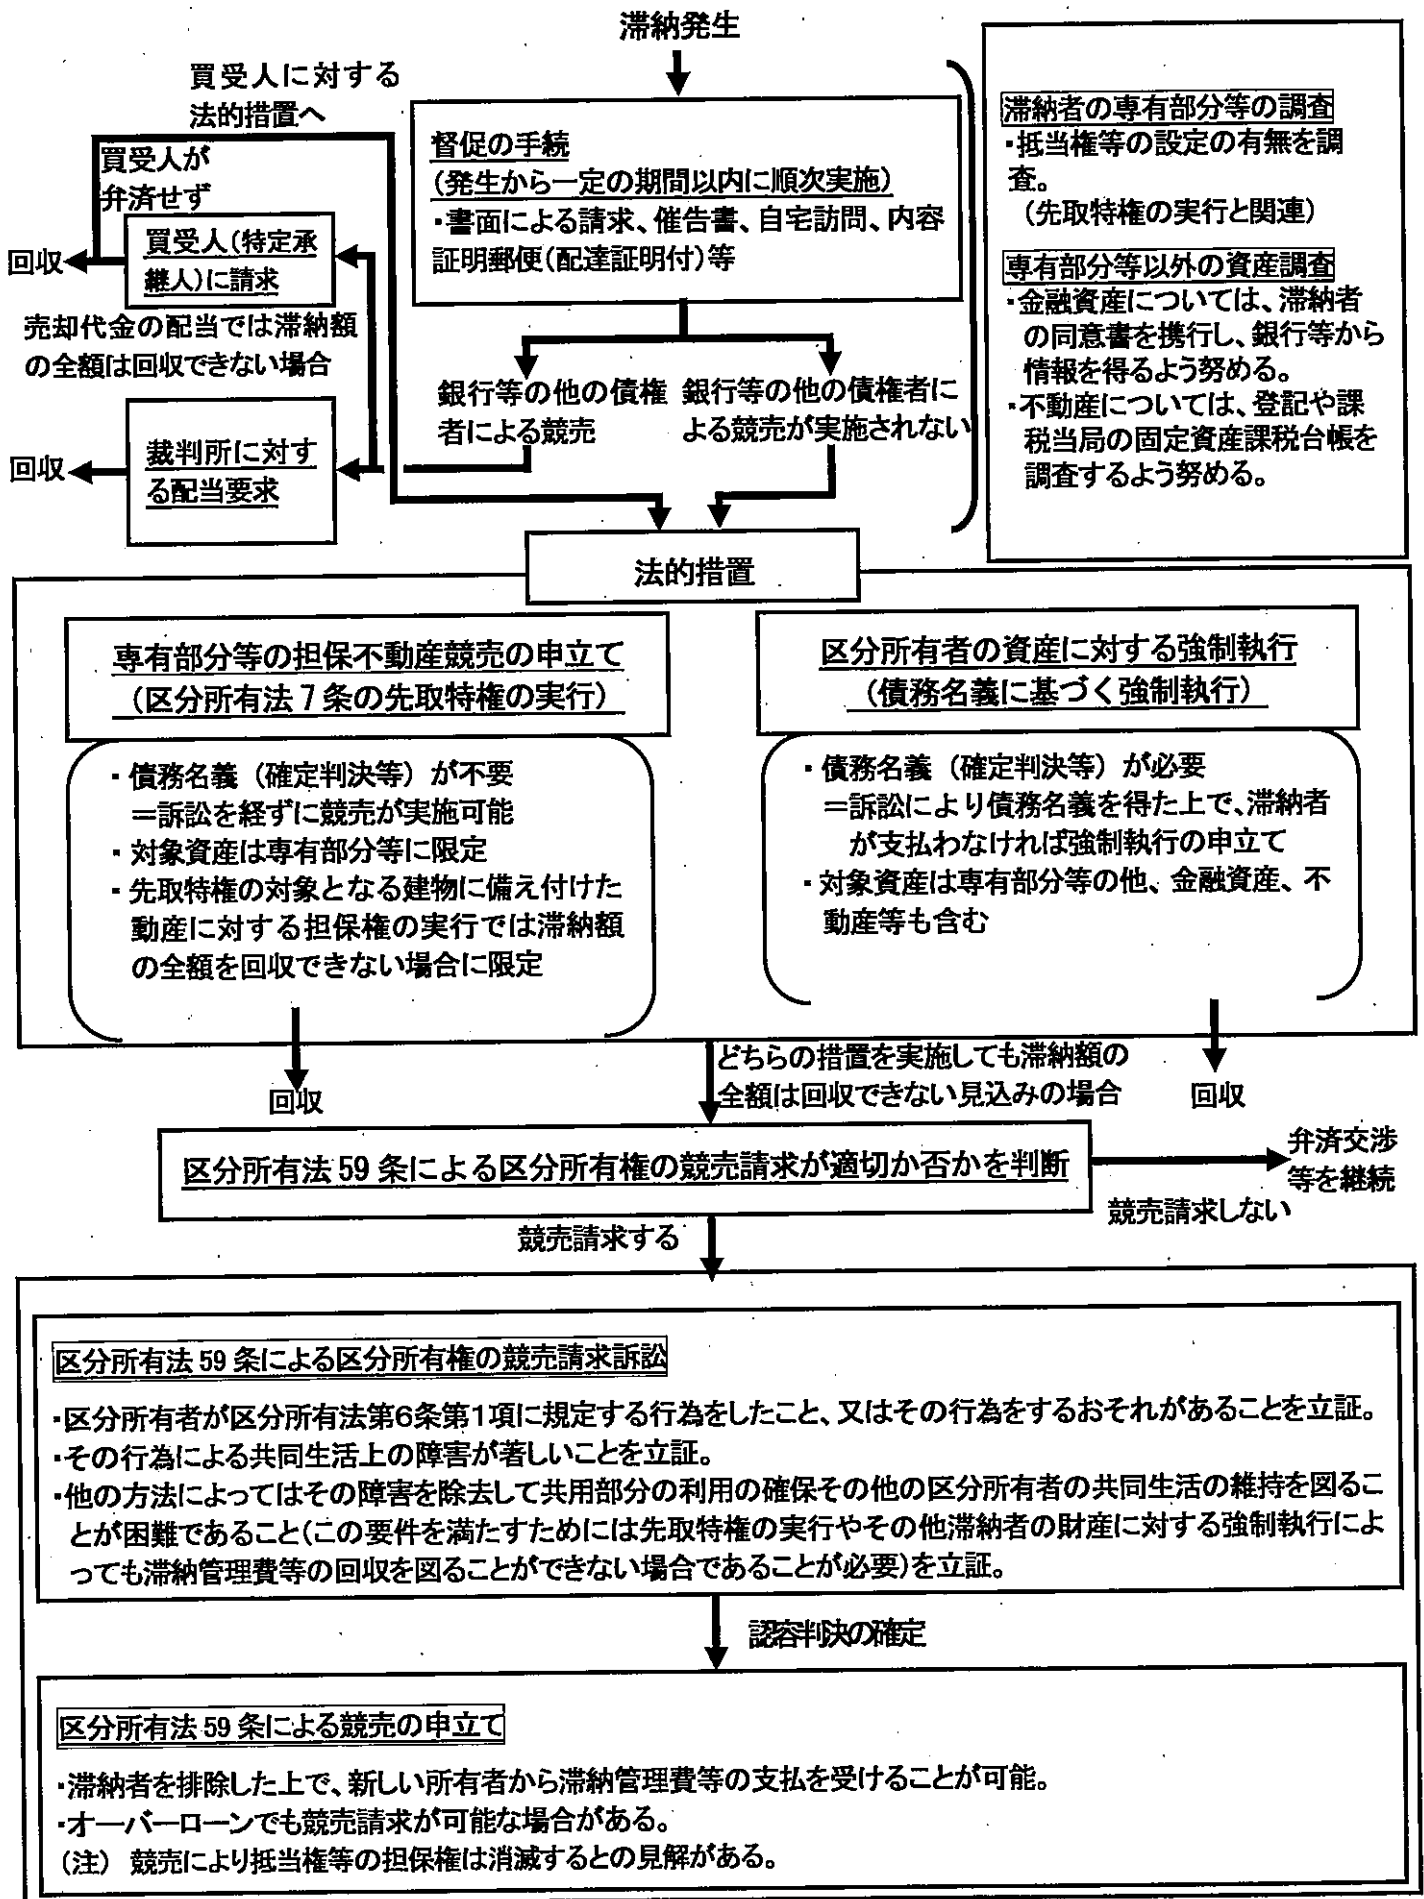 滞納発生
買受人に対する
法的措置へ
買受人が
弁済せず
買受人(特定承
継人)に請求
回収
売却代金の配当では滞納額
の全額は回収できない場合
裁判所に対す
る配当要求
回収
督促の手続
(発生から一定の期間以内に順次実施)
・書面による請求、催告書、自宅訪問、内容
証明郵便(配達証明付)等
銀行等の他の債権
者による競売
銀行等の他の債権者に
よる競売が実施されない
滞納者の専有部分等の調査
・抵当権等の設定の有無を調
査。
(先取特権の実行と関連)
専有部分等以外の資産調査
・金融資産については、滞納者
の同意書を携行し、銀行等から
情報を得るよう努める。
・不動産については、登記や課
税当局の固定資産課税台帳を
調査するよう努める。
法的措置
専有部分等の担保不動産競売の申立て
(区分所有法7条の先取特権の実行)
・債務名義(確定判決等)が不要
=訴訟を経ずに競売が実施可能
・対象資産は専有部分等に限定
・先取特権の対象となる建物に備え付けた
動産に対する担保権の実行では滞納額
の全額を回収できない場合に限定
区分所有者の資産に対する強制執行
(債務名義に基づく強制執行)
・債務名義(確定判決等)が必要
=訴訟により債務名義を得た上で、滞納者
が支払わなければ強制執行の申立て
・対象資産は専有部分等の他、金融資産、不
動産等も含む
回収
どちらの措置を実施しても滞納額の
全額は回収できない見込みの場合
回収
区分所有法59条による区分所有権の競売請求が適切か否かを判断
弁済交渉
等を継続
競売請求しない
競売請求する
区分所有法59条による区分所有権の競売請求訴訟
・区分所有者が区分所有法第6条第1項に規定する行為をしたこと、又はその行為をするおそれがあることを立証。
・その行為による共同生活上の障害が著しいことを立証。
・他の方法によってはその障害を除去して共用部分の利用の確保その他の区分所有者の共同生活の維持を図るこ
とが困難であること(この要件を満たすためには先取特権の実行やその他滞納者の財産に対する強制執行によ
っても滞納管理費等の回収を図ることができない場合であることが必要)を立証。
認容判決の確定
区分所有法59条による競売の申立て
・滞納者を排除した上で、新しい所有者から滞納管理費等の支払を受けることが可能。
・オーバーローンでも競売請求が可能な場合がある。
(注) 競売により抵当権等の担保権は消滅するとの見解がある。